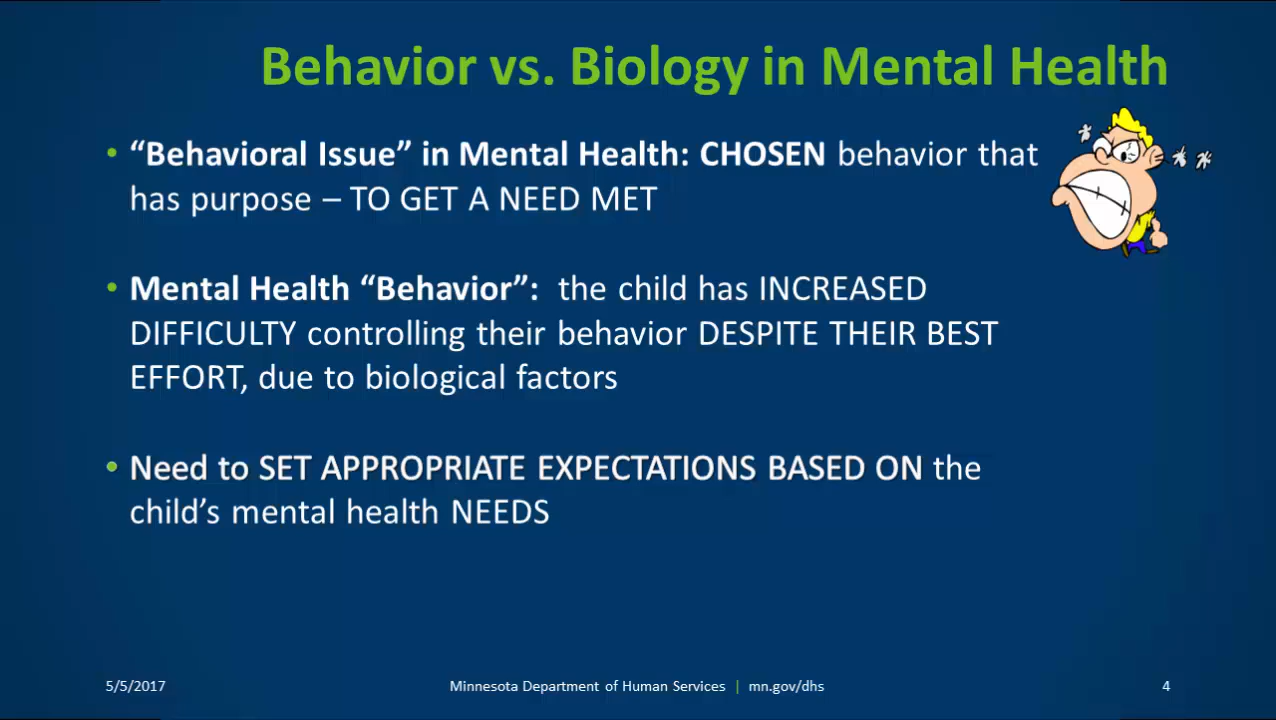 Behavior vs. Biology in Mental Health
• “Behavioral Issue” in Mental Health: CHOSEN behavior that
has purpose – TO GET A NEED MET
• Mental Health “Behavior”: the child has INCREASED
DIFFICULTY controlling their behavior DESPITE THEIR BEST
EFFORT, due to biological factors
• Need to SET APPROPRIATE EXPECTATIONS BASED ON the
child’s mental health NEEDS
5/5/2017
Minnesota Department of Human Services | mn.gov/dhs
4